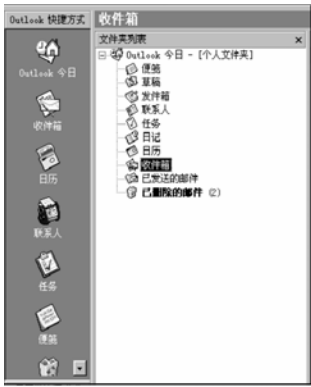 Outlook 快捷方式
收件箱
Outlook 今日
收件箱
日历
联系人
任务
便笺
文件夹列表
Outlook 今日 - [个人文件夹]
便笺
草稿
发件箱
联系人
任务
日记
日历
收件箱
已发送的邮件
已删除的邮件 (2)